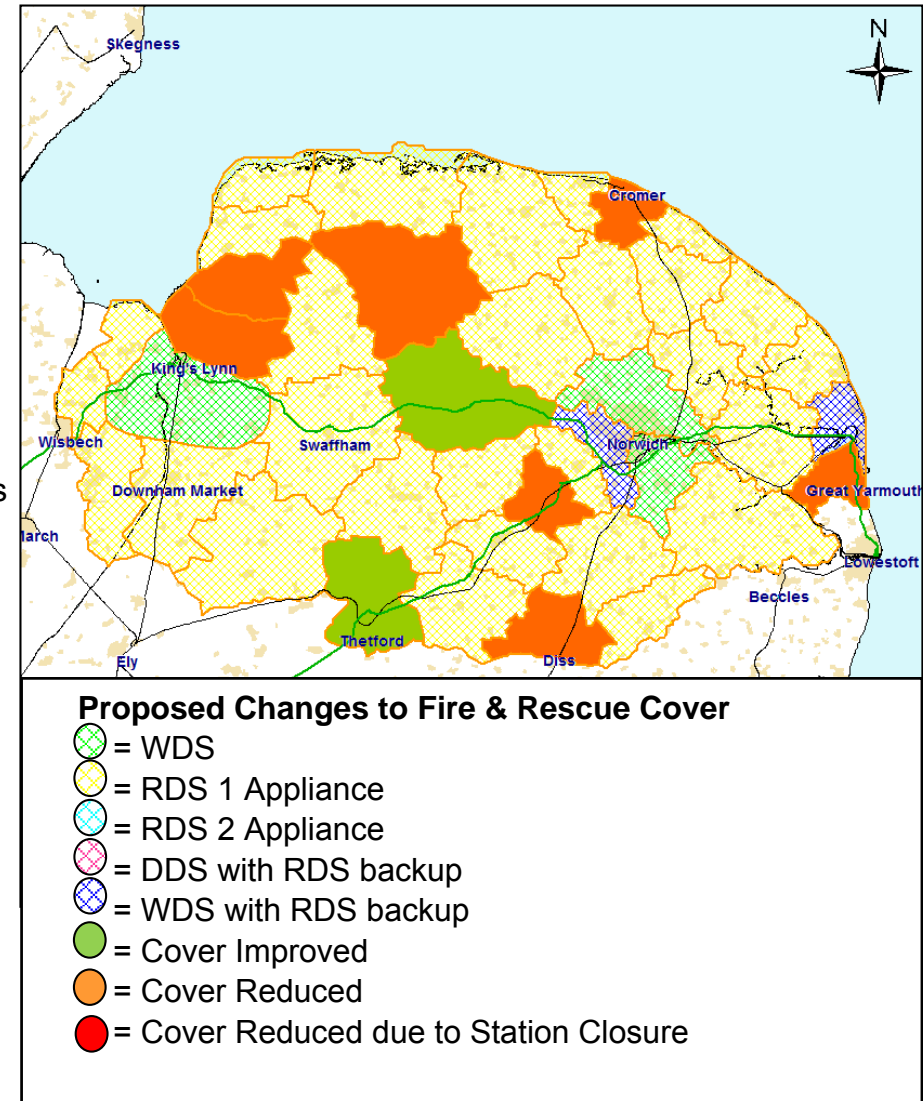 Skegness
N
Cromer
King's Lynn
Wisbech
Swaffham
Norwich
s
Downham Market
Great Yarmouth
March
Lowestoft
Beccles
Thetford
Ely
Diss
Proposed Changes to Fire & Rescue Cover
= WDS
= RDS 1 Appliance
= RDS 2 Appliance
= DDS with RDS backup
= WDS with RDS backup
= Cover Improved
= Cover Reduced
= Cover Reduced due to Station Closure